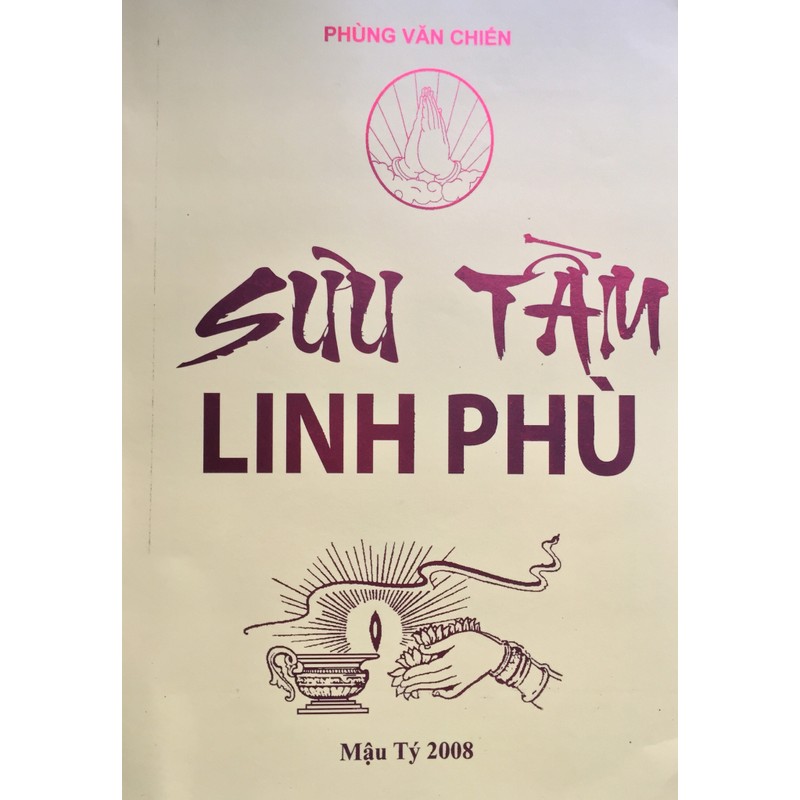 PHÙNG VĂN CHIẾN
SƯU TẦM
LINH PHÙ
Mậu Tý 2008